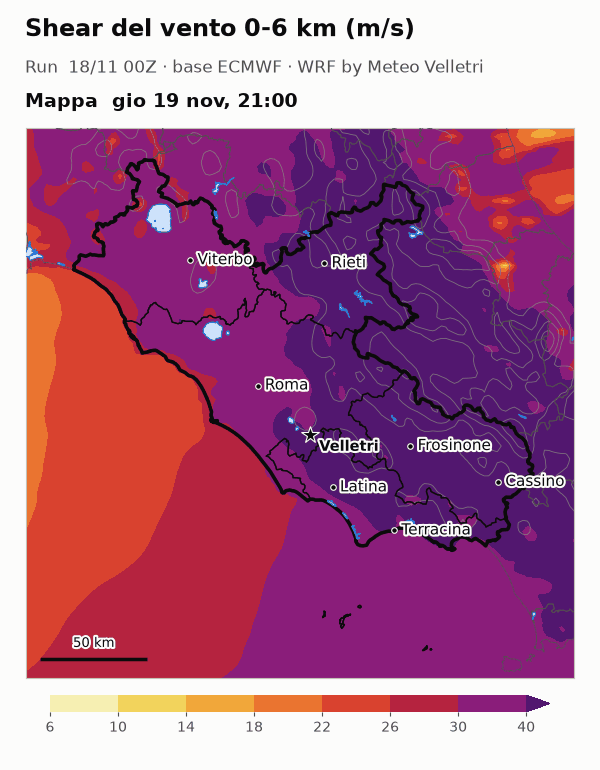 Shear del vento 0-6 km (m/s)
Run  18/11 00Z · base ECMWF · WRF by Meteo Velletri
Mappa  gio 19 nov, 21:00
Viterbo
Rieti
Roma
Velletri
Frosinone
Latina
Cassino
Terracina
50 km
6 10 14 18 22 26 30 40